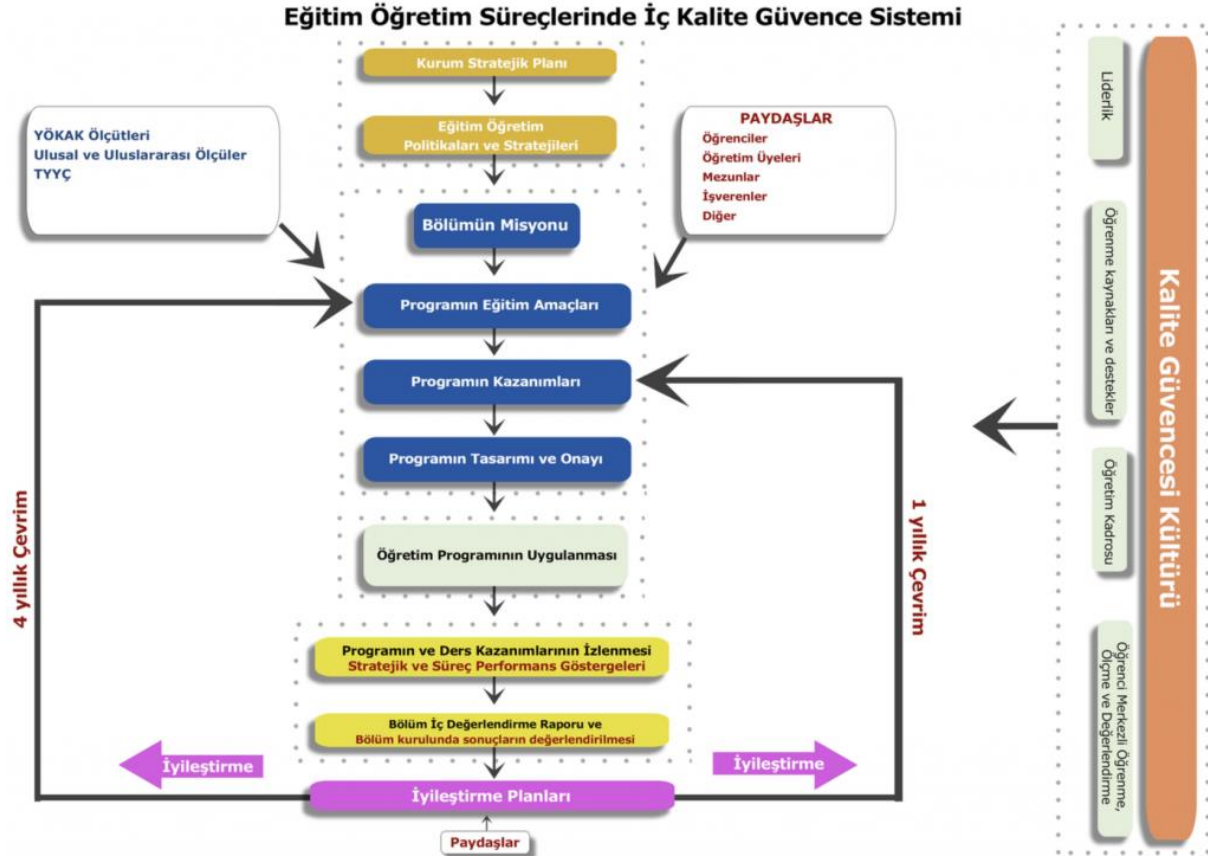 Eğitim Öğretim Süreçlerinde İç Kalite Güvence Sistemi
Kurum Stratejik Planı
Eğitim Öğretim
Politikaları ve Stratejileri
YÖKAK Ölçütleri
Ulusal ve Uluslararası Ölçüler
TYYÇ
PAYDAŞLAR
Öğrenciler
Öğretim Üyeleri
Mezunlar
İşverenler
Diğer
Bölümün Misyonu
Programın Eğitim Amaçları
Programın Kazanımları
Programın Tasarımı ve Onayı
Öğretim Programının Uygulanması
Programın ve Ders Kazanımlarının İzlenmesi
Stratejik ve Süreç Performans Göstergeleri
Bölüm İç Değerlendirme Raporu ve
Bölüm kurulunda sonuçların değerlendirilmesi
İyileştirme
İyileştirme
İyileştirme Planları
Paydaşlar
4 yıllık Çevrim
1 yıllık Çevrim
Liderlik
Öğrenme kaynakları ve destekler
Öğretim Kadrosu
Öğrenci Merkezli Öğrenme,
Ölçme ve Değerlendirme
Kalite Güvencesi Kültürü